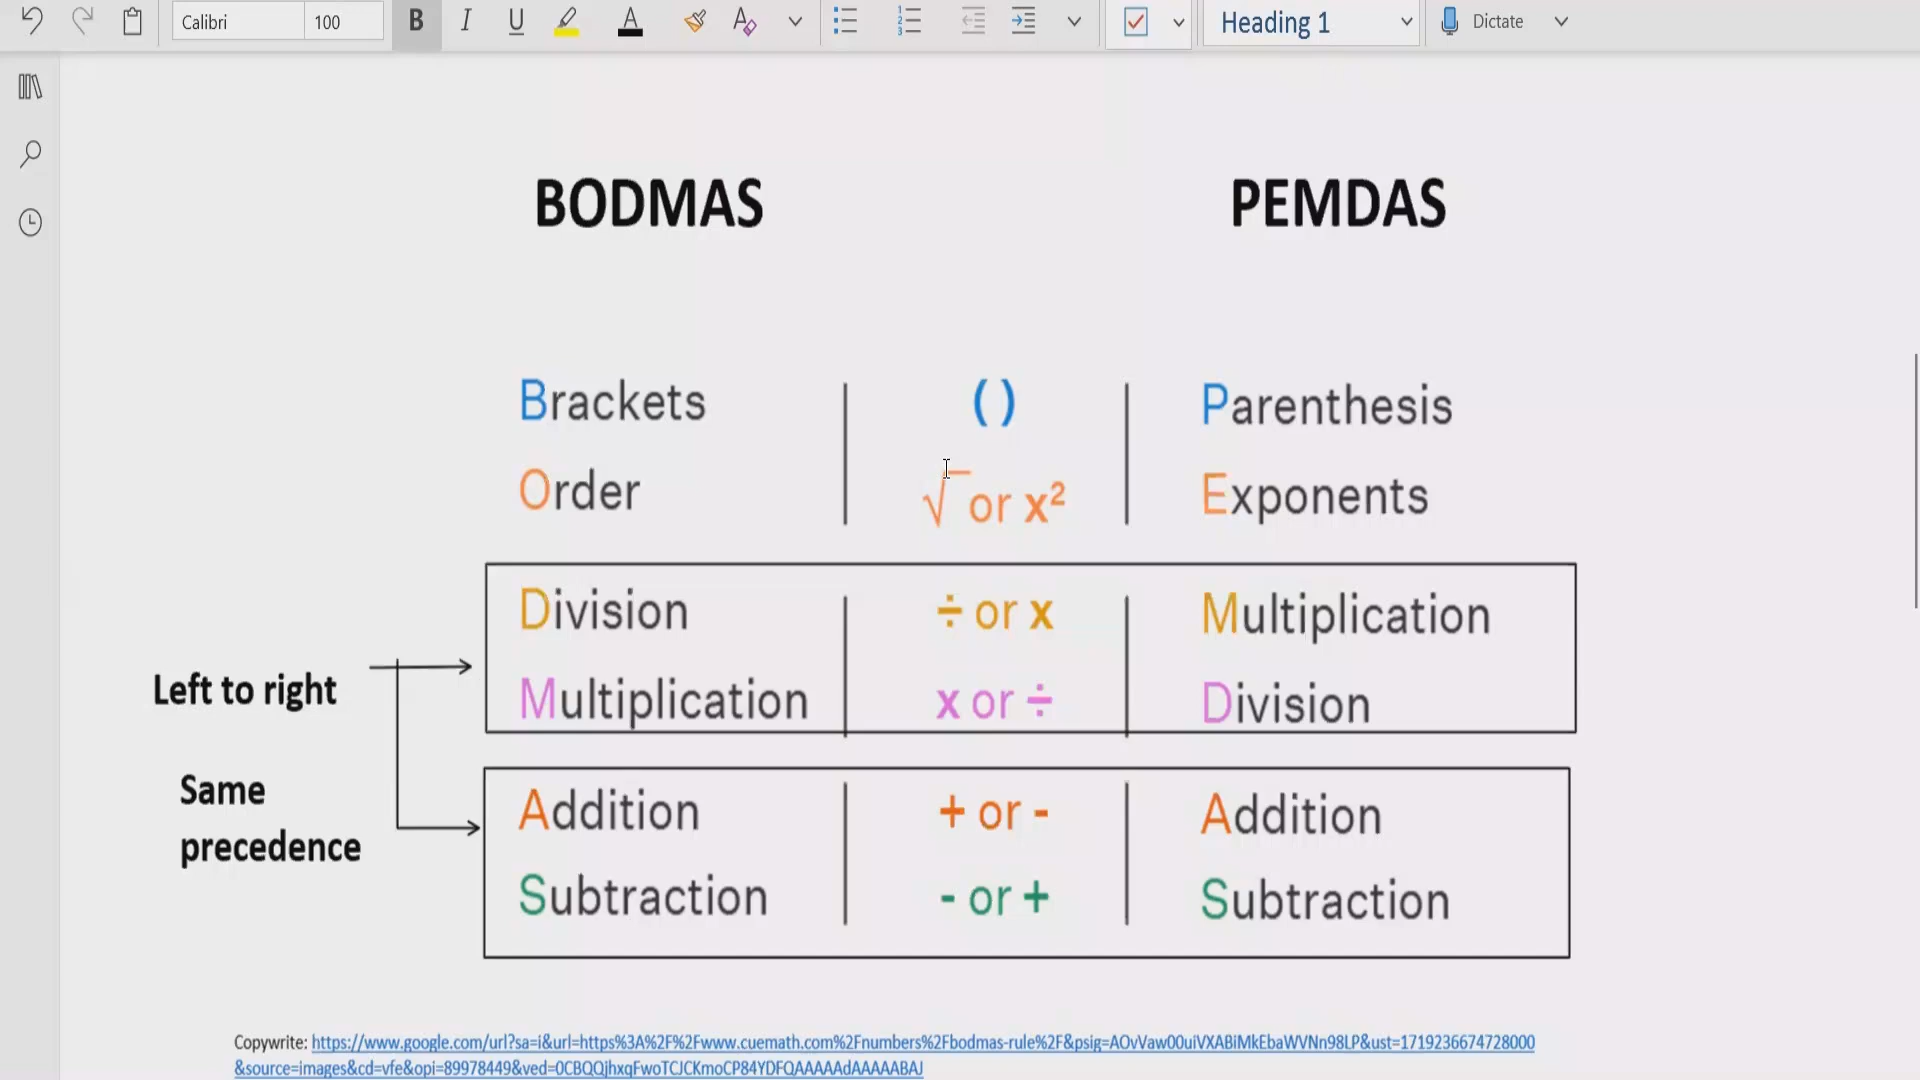 Calibri 100 B I U A A Heading 1 Dictate
BODMAS PEMDAS
Brackets ( ) Parenthesis
Order √‾ or x² Exponents
Division ÷ or x Multiplication
Left to right
Multiplication x or ÷ Division
Same
precedence
Addition + or - Addition
Subtraction - or + Subtraction
Copywrite: https://www.google.com/url?sa=i&url=https%3A%2F%2Fwww.cuemath.com%2Fnumbers%2Fbodmas-rule%2F&psig=AOvVaw00uiVXABiMkEbaWVNn98LP&ust=1719236674728000
&source=images&cd=vfe&opi=89978449&ved=0CBQQjhxqFwoTCJCKmoCP84YDFQAAAAAdAAAAABAJ